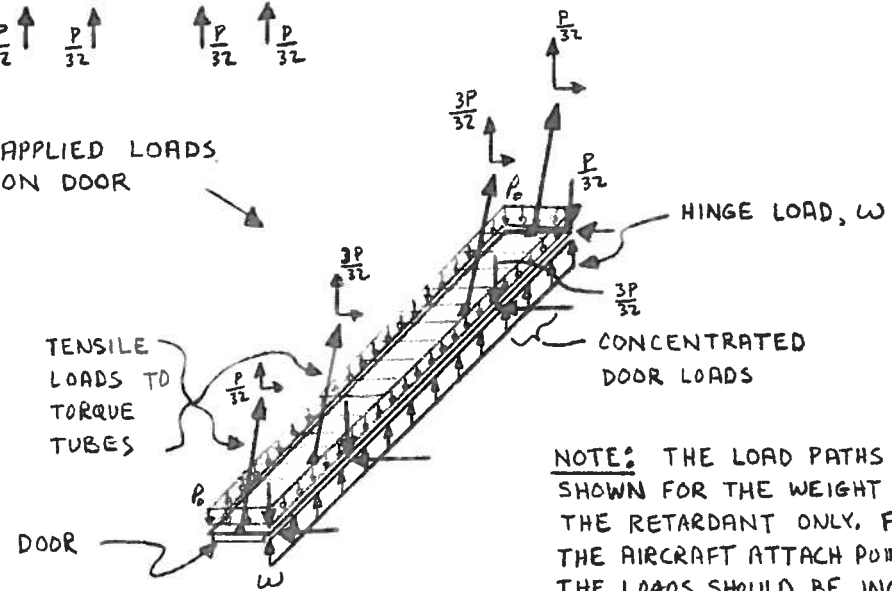 P/32 P/32 P/32 P/32
P/32
3P/32
APPLIED LOADS
ON DOOR
P/32
P₀
HINGE LOAD, ω
3P/32
3P/32
TENSILE
LOADS TO
TORQUE
TUBES
P/32
CONCENTRATED
DOOR LOADS
NOTE: THE LOAD PATHS
SHOWN FOR THE WEIGHT
THE RETARDANT ONLY.
P₀
THE AIRCRAFT ATTACH
DOOR
THE LOADS SHOULD BE
ω